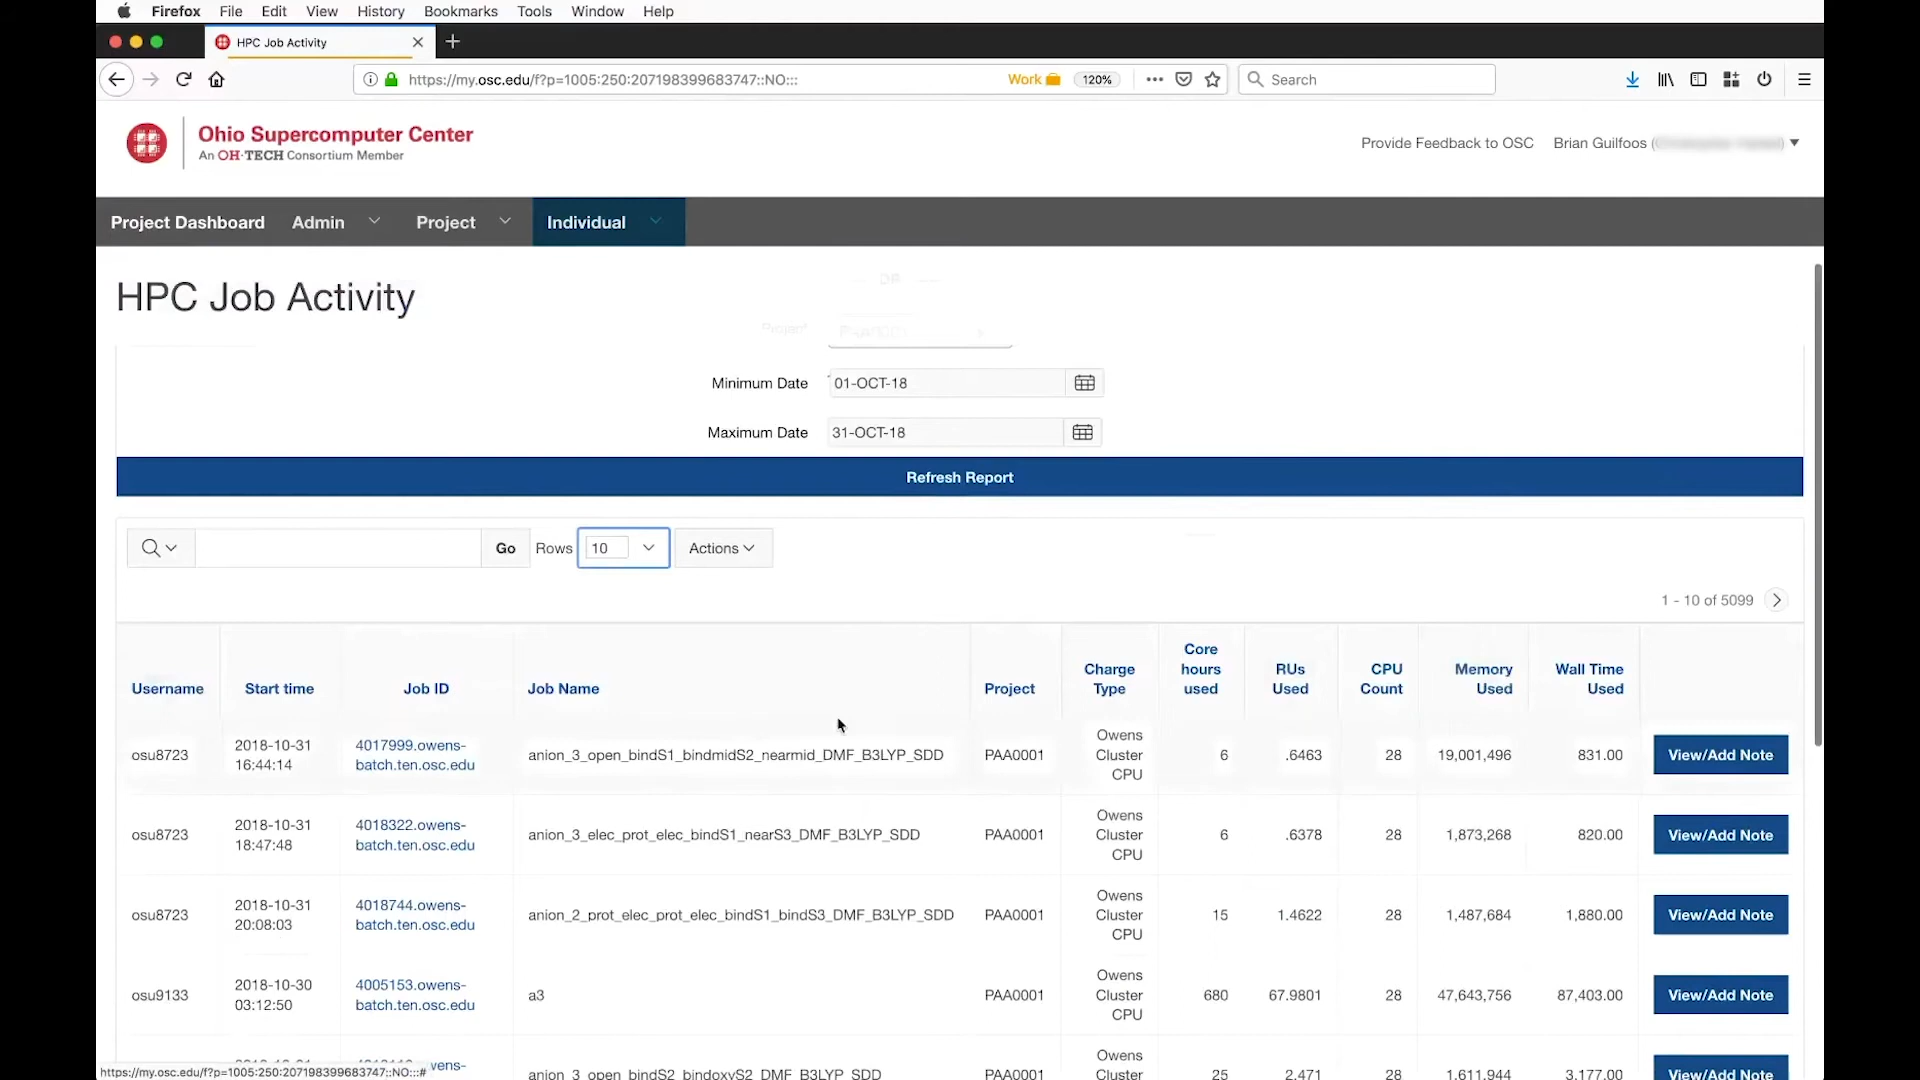 Firefox File Edit View History Bookmarks Tools Window Help
HPC Job Activity
https://my.osc.edu/f?p=1005:250:207198399683747::NO:::
Work 120% Search
Ohio Supercomputer Center
An OH·TECH Consortium Member
Provide Feedback to OSC Brian Guilfoos (
Project Dashboard Admin Project Individual
HPC Job Activity
OR
Project
Minimum Date 01-OCT-18
Maximum Date 31-OCT-18
Refresh Report
Go Rows 10 Actions
1 - 10 of 5099
Username Start time Job ID Job Name Project Charge Type Core hours used RUs Used CPU Count Memory Used Wall Time Used
osu8723 2018-10-31 16:44:14 4017999.owens-batch.ten.osc.edu anion_3_open_bindS1_bindmidS2_nearmid_DMF_B3LYP_SDD PAA0001 Owens Cluster CPU 6 .6463 28 19,001,496 831.00 View/Add Note
osu8723 2018-10-31 18:47:48 4018322.owens-batch.ten.osc.edu anion_3_elec_prot_elec_bindS1_nearS3_DMF_B3LYP_SDD PAA0001 Owens Cluster CPU 6 .6378 28 1,873,268 820.00 View/Add Note
osu8723 2018-10-31 20:08:03 4018744.owens-batch.ten.osc.edu anion_2_prot_elec_prot_elec_bindS1_bindS3_DMF_B3LYP_SDD PAA0001 Owens Cluster CPU 15 1.4622 28 1,487,684 1,880.00 View/Add Note
osu9133 2018-10-30 03:12:50 4005153.owens-batch.ten.osc.edu a3 PAA0001 Owens Cluster CPU 680 67.9801 28 47,643,756 87,403.00 View/Add Note
anion_3_open_bindS2_bindoxyS2_DMF_B3LYP_SDD Owens Cluster 25 2.471 28 1,611,944 3,177.00 View/Add Note
https://my.osc.edu/f?p=1005:250:207198399683747::NO:::#